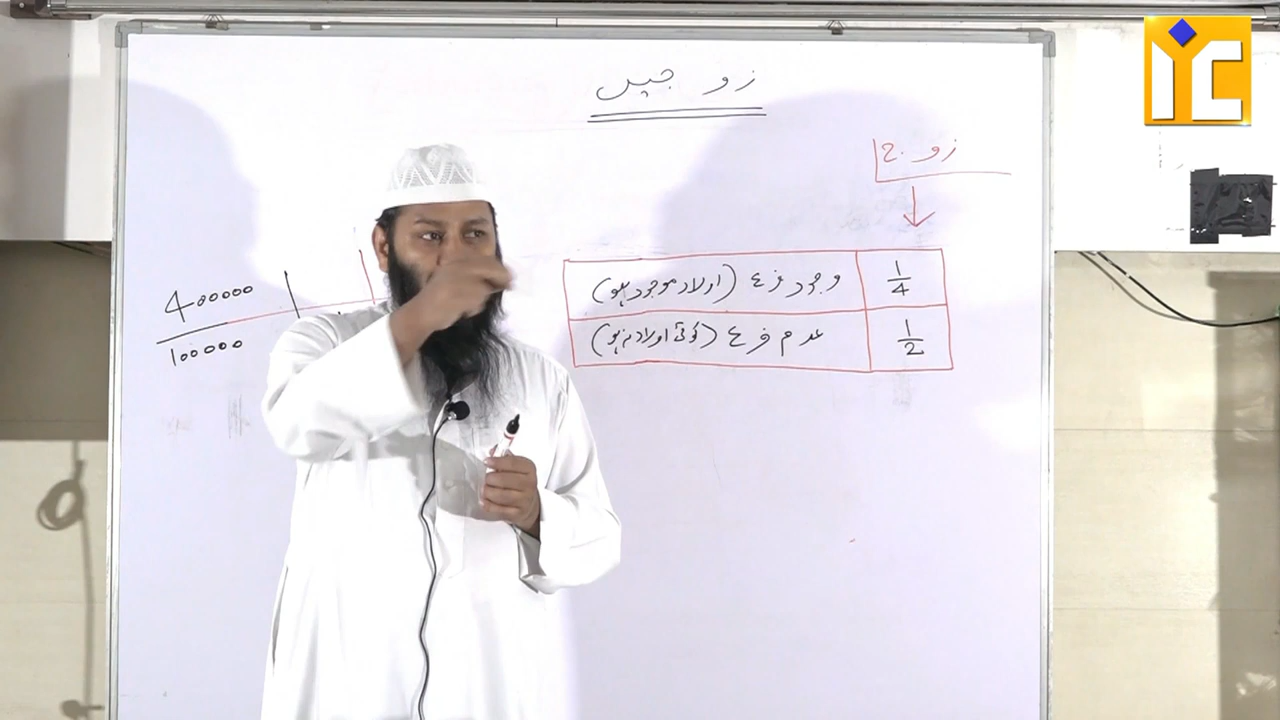 زوجین
زوج
1/4 وجود فرع (اولاد موجود ہو)
1/2 عدم فرع (کوئی اولاد نہ ہو)
400000
100000
iYC